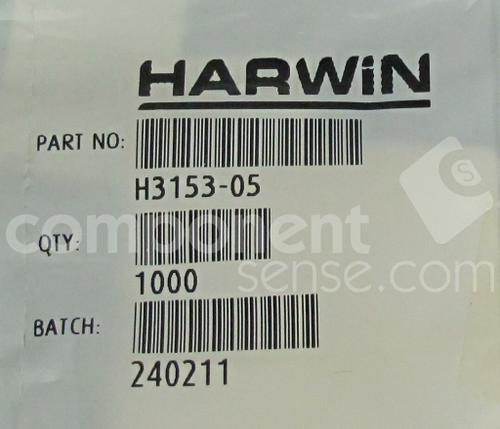 HARWiN
PART NO:
H3153-05
component
QTY:
sense.com
1000
BATCH:
240211